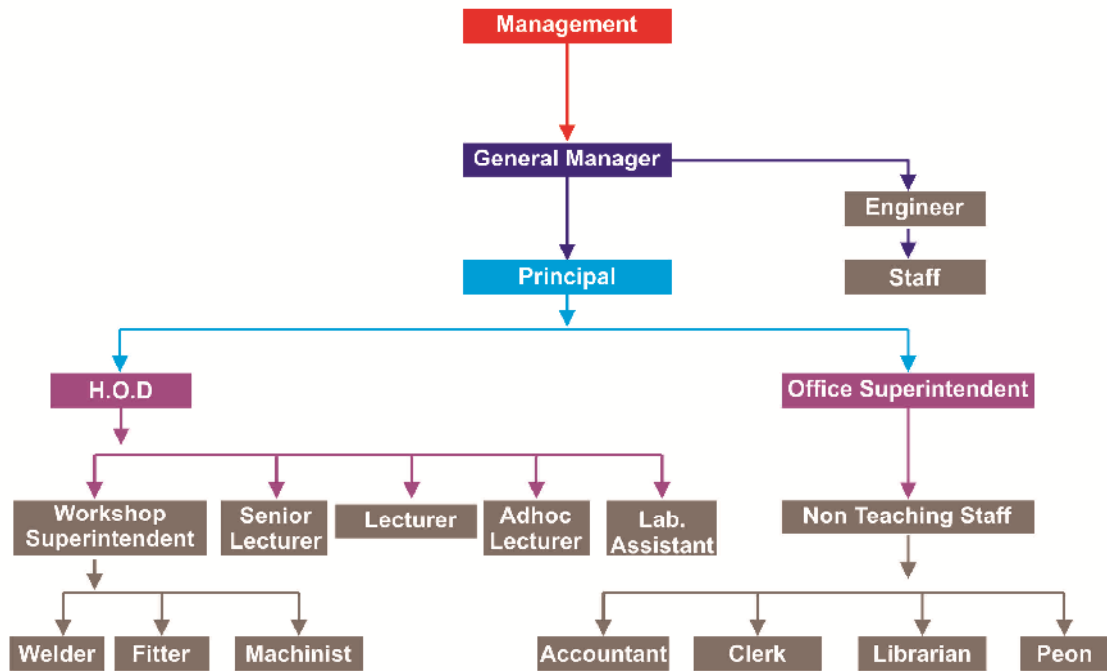 Management
General Manager
Engineer
Principal
Staff
H.O.D
Office Superintendent
Workshop
Superintendent
Senior
Lecturer
Lecturer
Adhoc
Lecturer
Lab.
Assistant
Non Teaching Staff
Welder
Fitter
Machinist
Accountant
Clerk
Librarian
Peon